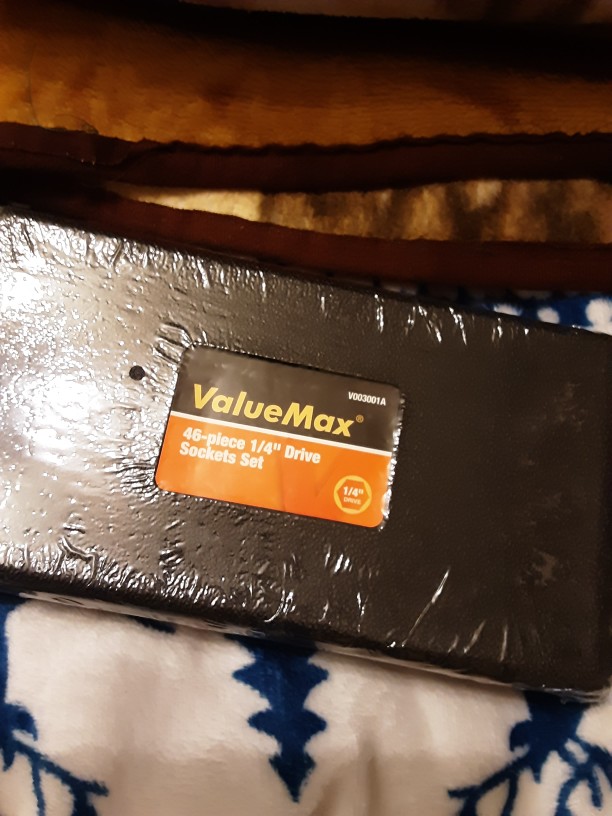 V003001A
ValueMax®
46-piece 1/4" Drive
Sockets Set
1/4"
DRIVE